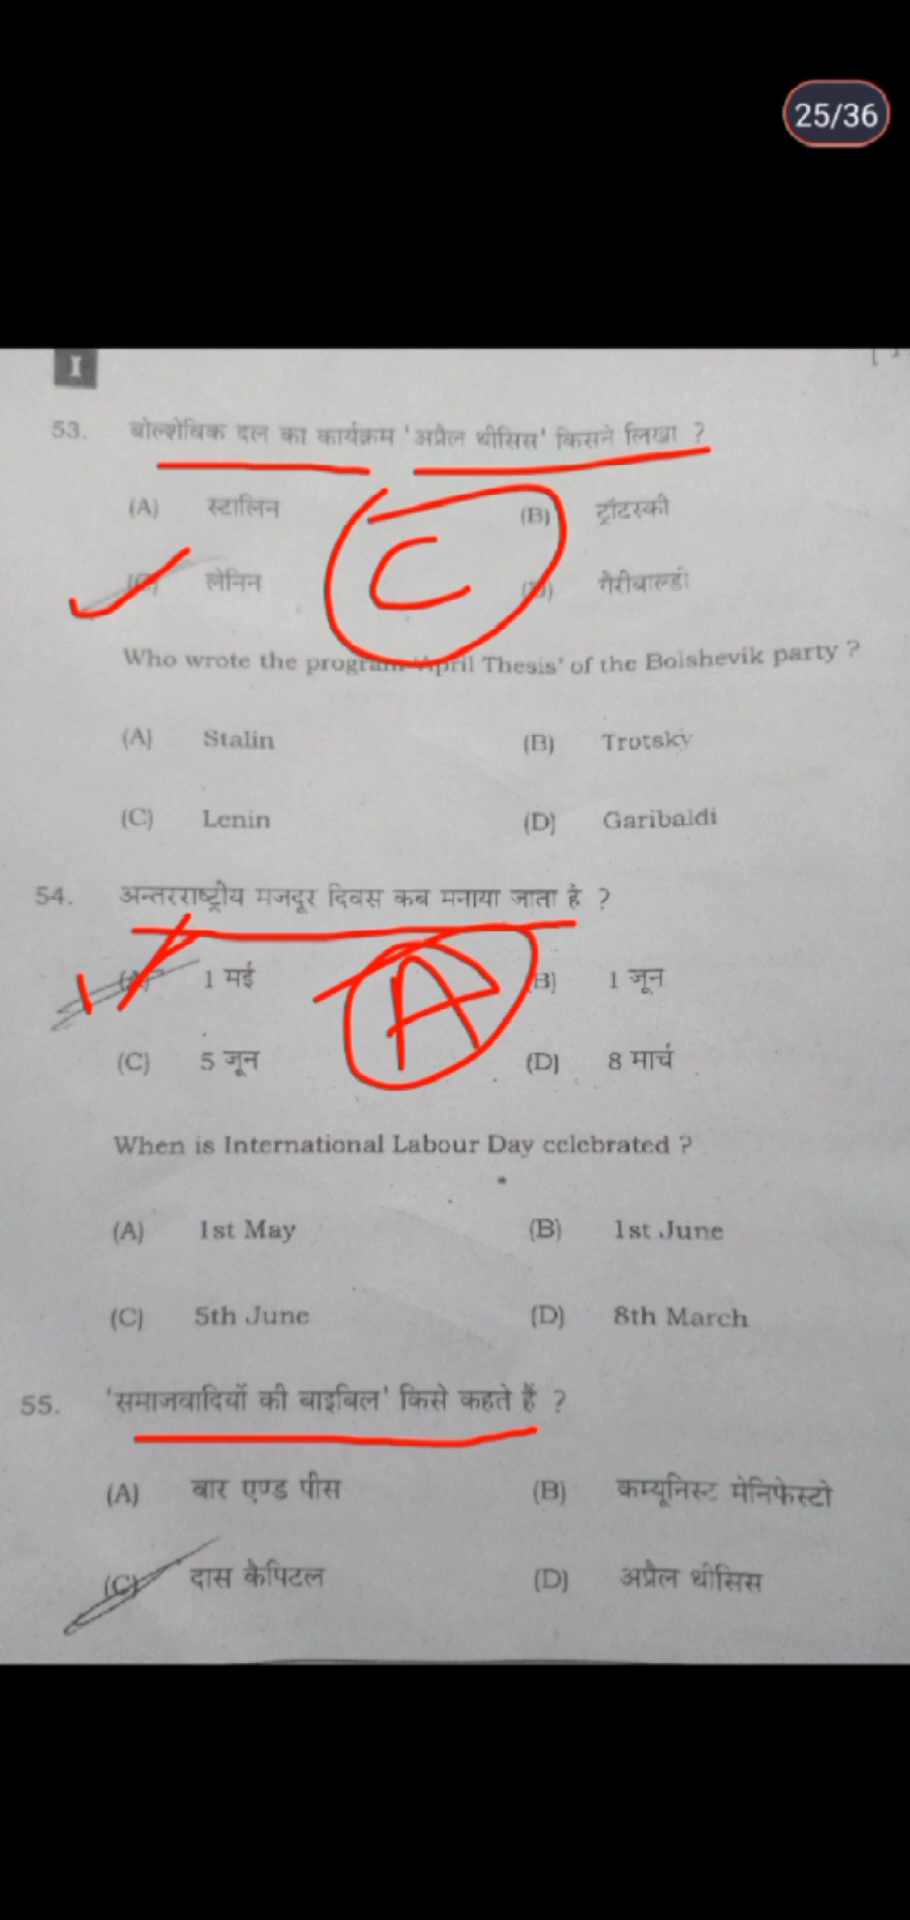 25/36
I
53. बोल्शेविक दल का कार्यक्रम 'अप्रैल थीसिस' किसने लिखा ?
(A) स्टालिन (B) ट्रॉटस्की
(C) लेनिन (D) गैरीबाल्डी
C
Who wrote the program 'April Thesis' of the Bolshevik party ?
(A) Stalin (B) Trotsky
(C) Lenin (D) Garibaldi
54. अन्तरराष्ट्रीय मजदूर दिवस कब मनाया जाता है ?
(A) 1 मई (B) 1 जून
A
(C) 5 जून (D) 8 मार्च
When is International Labour Day celebrated ?
(A) 1st May (B) 1st June
(C) 5th June (D) 8th March
55. 'समाजवादियों की बाइबिल' किसे कहते हैं ?
(A) वार एण्ड पीस (B) कम्यूनिस्ट मेनिफेस्टो
(C) दास कैपिटल (D) अप्रैल थीसिस